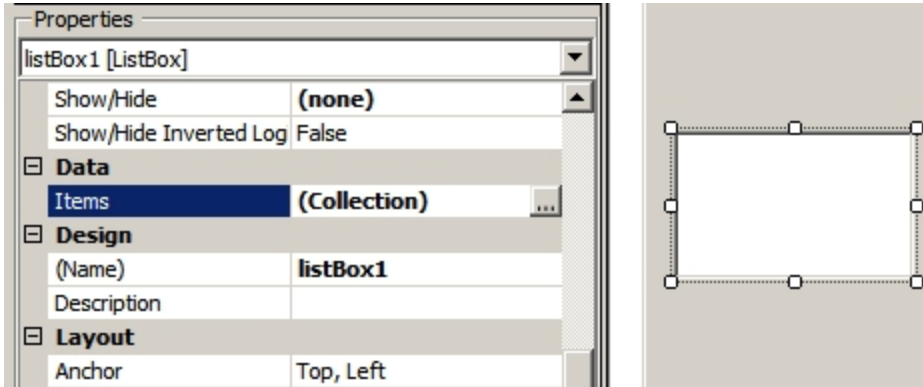 Properties
listBox1 [ListBox]
Show/Hide (none)
Show/Hide Inverted Log False
Data
Items (Collection) ...
Design
(Name) listBox1
Description
Layout
Anchor Top, Left